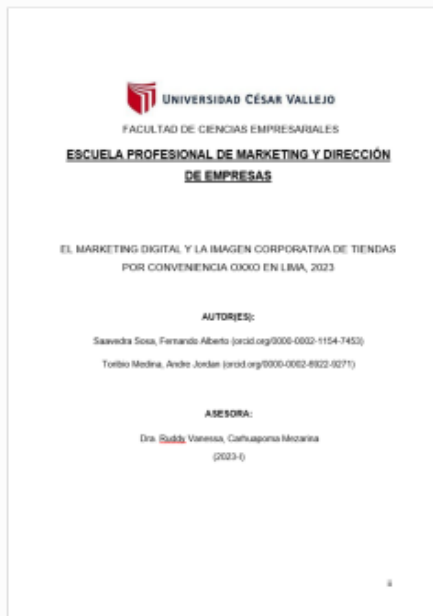 UNIVERSIDAD CÉSAR VALLEJO
FACULTAD DE CIENCIAS EMPRESARIALES
ESCUELA PROFESIONAL DE MARKETING Y DIRECCIÓN
DE EMPRESAS
EL MARKETING DIGITAL Y LA IMAGEN CORPORATIVA DE TIENDAS
POR CONVENIENCIA OXXO EN LIMA, 2023
AUTOR(ES):
Saavedra Sosa, Fernando Alberto (orcid.org/0000-0002-1154-7453)
Toribio Medina, Andre Jordan (orcid.org/0000-0002-8922-9271)
ASESORA:
Dra. Ruddy Vanessa, Carhuapoma Mezarina
(2023-I)